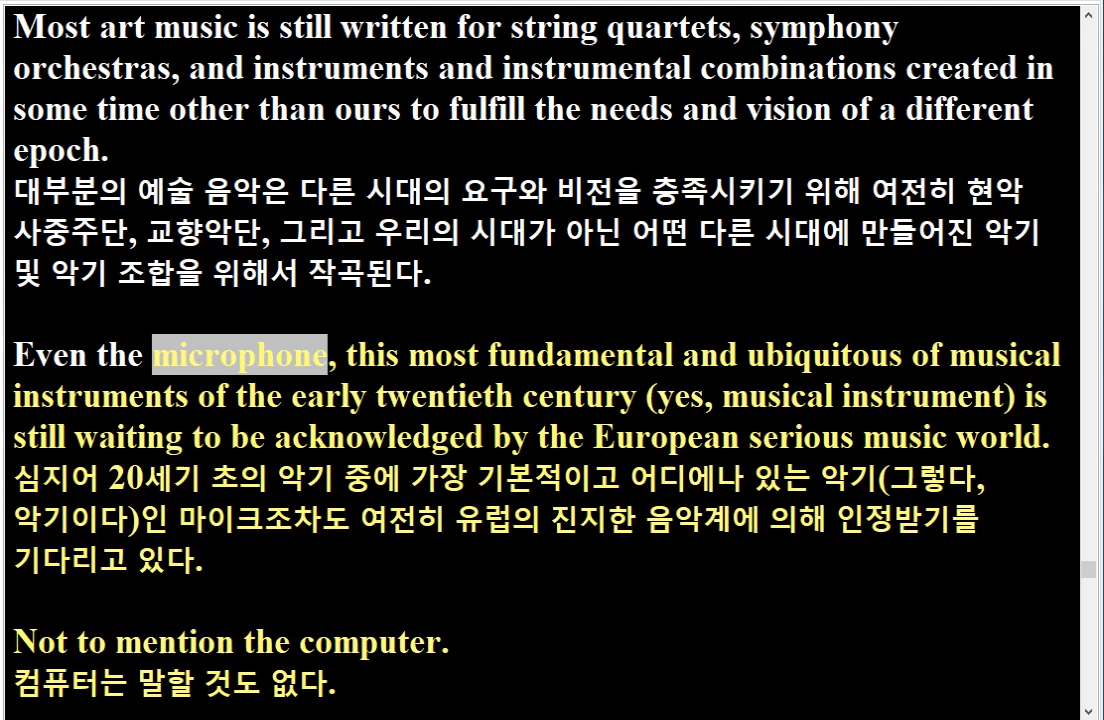 Most art music is still written for string quartets, symphony
orchestras, and instruments and instrumental combinations created in
some time other than ours to fulfill the needs and vision of a different
epoch.
대부분의 예술 음악은 다른 시대의 요구와 비전을 충족시키기 위해 여전히 현악
사중주단, 교향악단, 그리고 우리의 시대가 아닌 어떤 다른 시대에 만들어진 악기
및 악기 조합을 위해서 작곡된다.
Even the microphone, this most fundamental and ubiquitous of musical
instruments of the early twentieth century (yes, musical instrument) is
still waiting to be acknowledged by the European serious music world.
심지어 20세기 초의 악기 중에 가장 기본적이고 어디에나 있는 악기(그렇다,
악기이다)인 마이크조차도 여전히 유럽의 진지한 음악계에 의해 인정받기를
기다리고 있다.
Not to mention the computer.
컴퓨터는 말할 것도 없다.